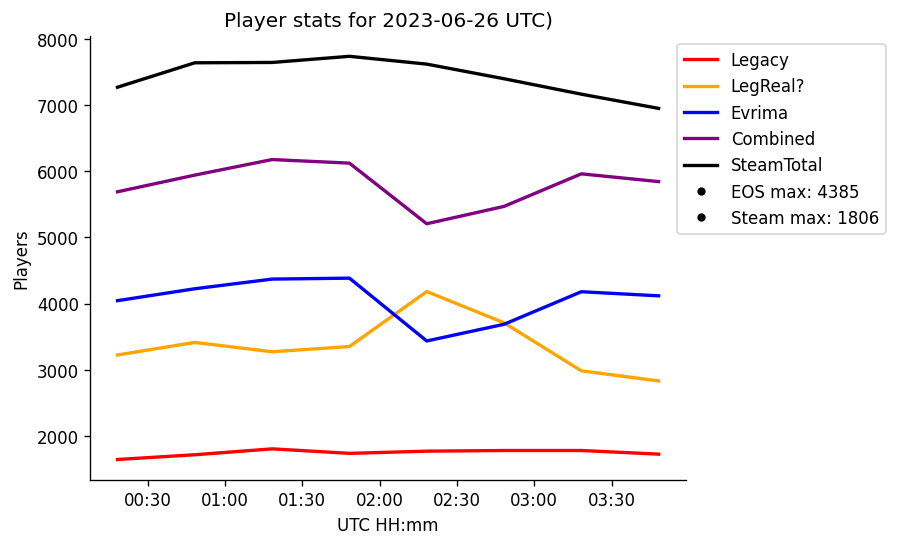 Player stats for 2023-06-26 UTC)
8000
7000
6000
5000
4000
3000
2000
Players
00:30
01:00
01:30
02:00
02:30
03:00
03:30
UTC HH:mm
Legacy
LegReal?
Evrima
Combined
SteamTotal
EOS max: 4385
Steam max: 1806